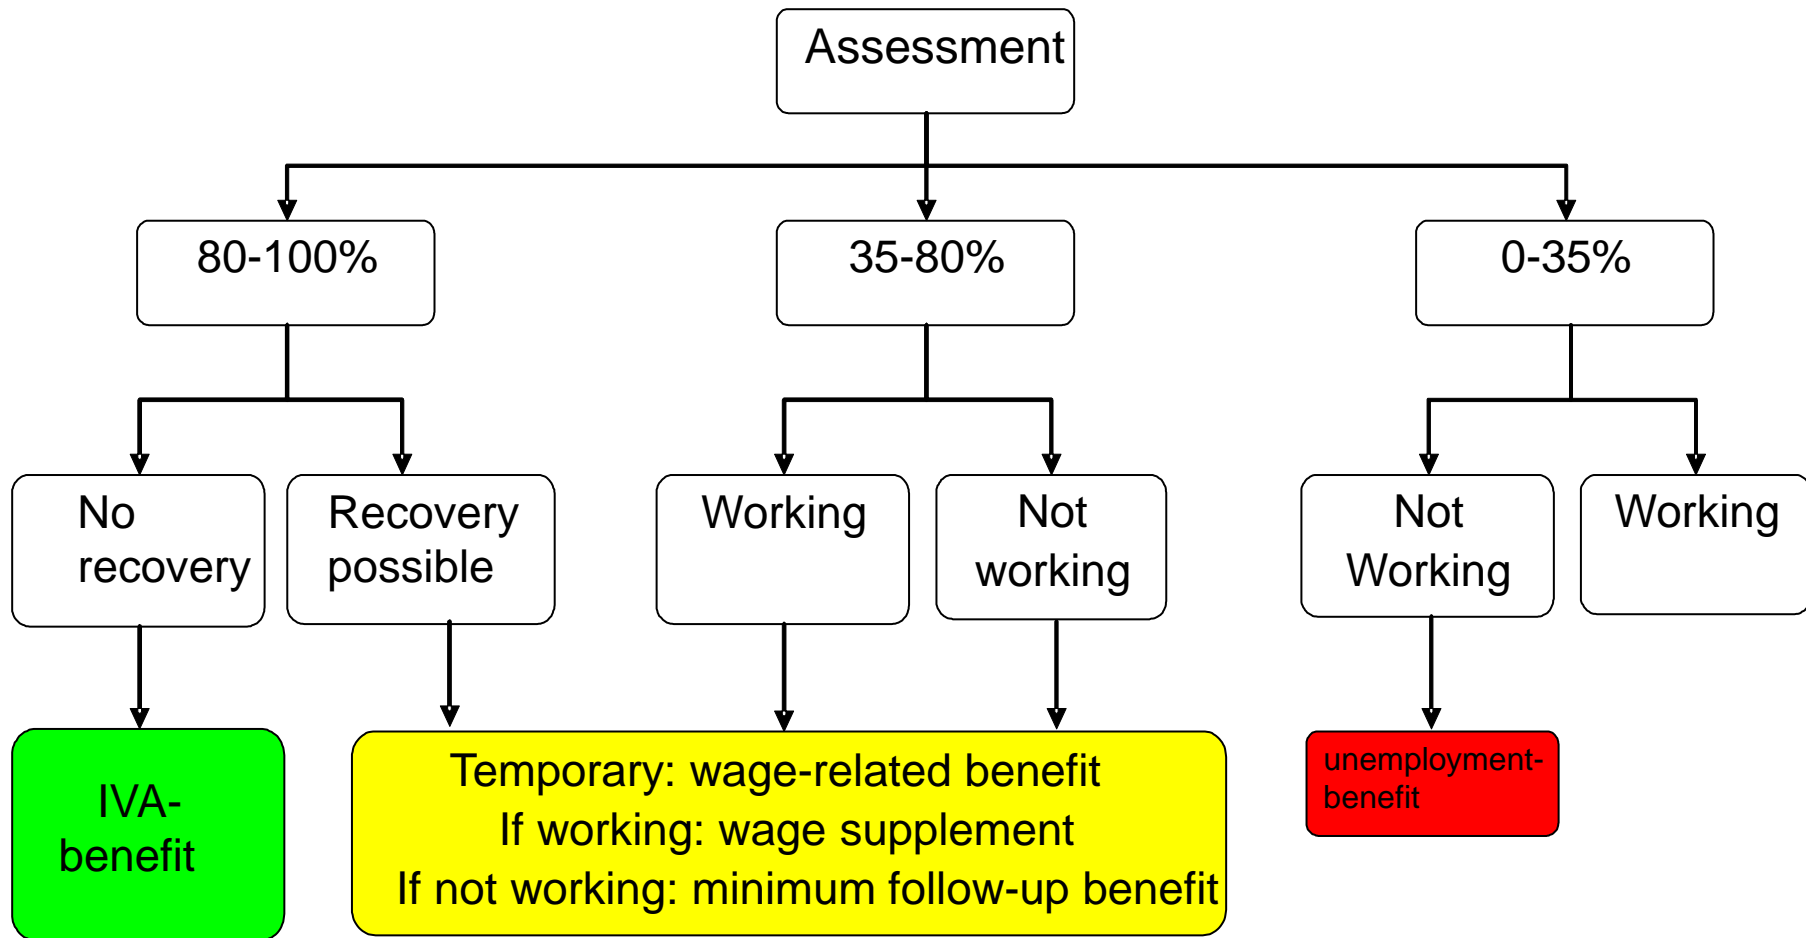 Assessment
80-100%
35-80%
0-35%
No
recovery
Recovery
possible
Working
Not
working
Not
Working
Working
IVA-
benefit
Temporary: wage-related benefit
If working: wage supplement
If not working: minimum follow-up benefit
unemployment-
benefit